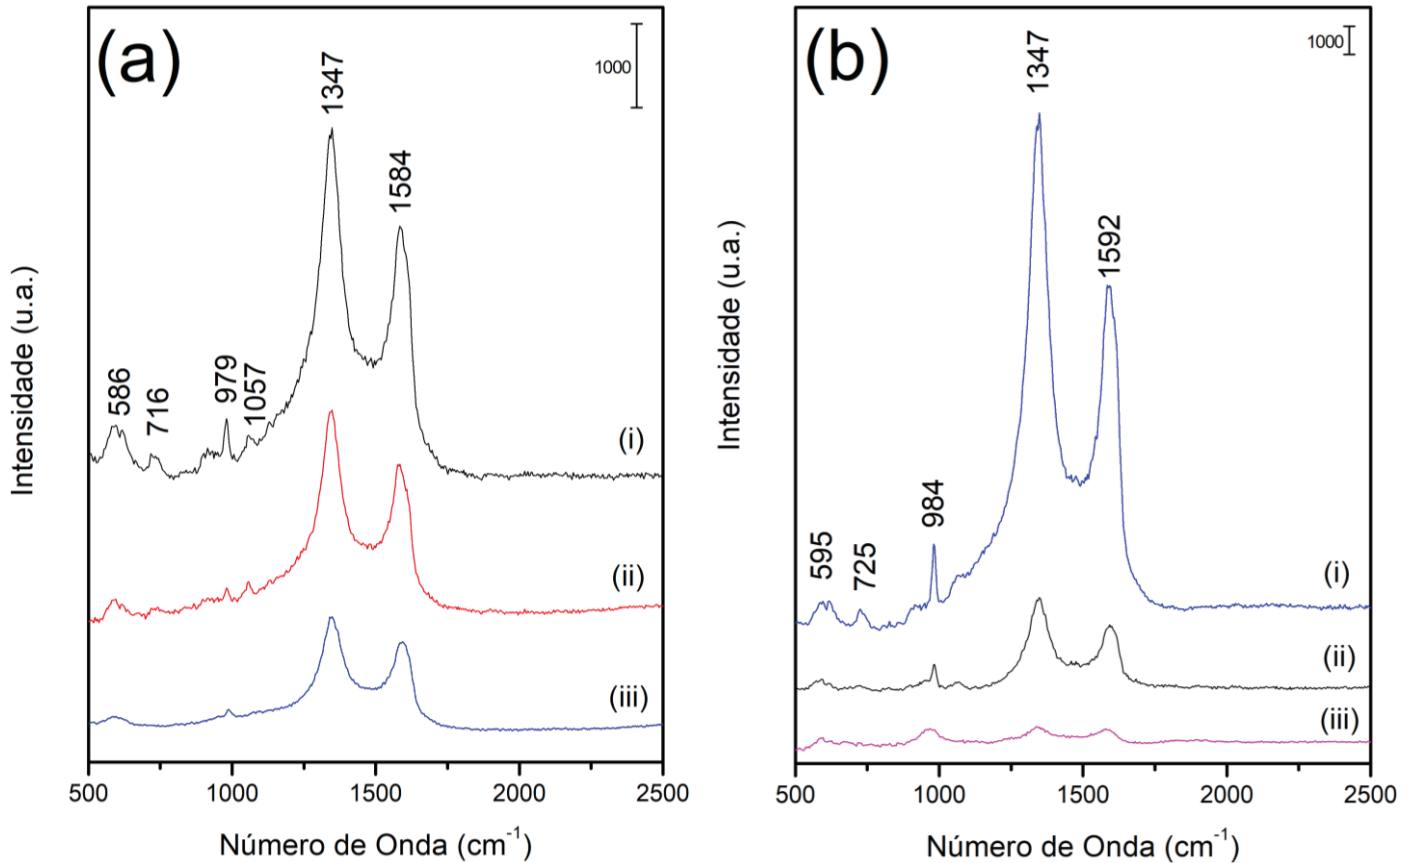 (a)
1000
1347
1584
586
716
979
1057
(i)
(ii)
(iii)
Intensidade (u.a.)
500
1000
1500
2000
2500
Número de Onda (cm⁻¹)
(b)
1000
1347
1592
595
725
984
(i)
(ii)
(iii)
Intensidade (u.a.)
500
1000
1500
2000
2500
Número de Onda (cm⁻¹)